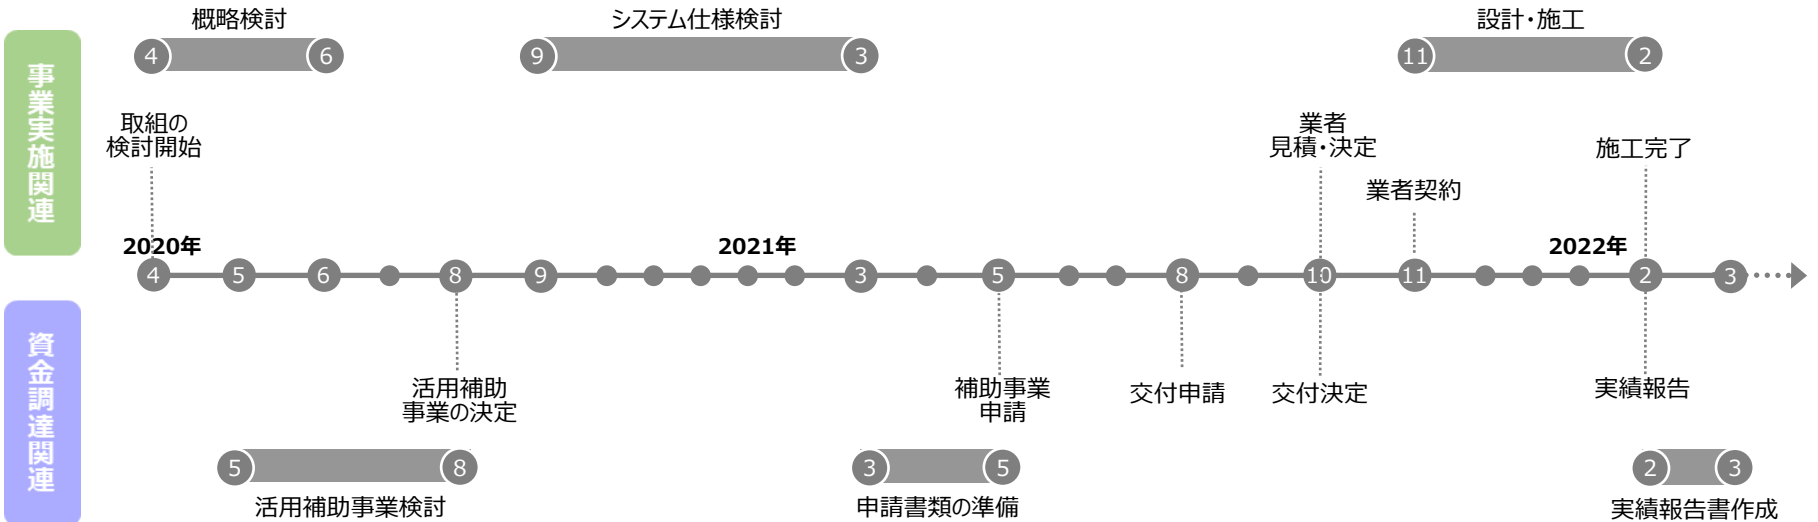 事業実施関連
概略検討
システム仕様検討
設計・施工
4
6
9
3
11
2
取組の
検討開始
業者
見積・決定
業者契約
施工完了
2020年
2021年
2022年
4
5
6
8
9
3
5
8
10
11
2
3
資金調達関連
活用補助
事業の決定
補助事業
申請
交付申請
交付決定
実績報告
5
8
3
5
2
3
活用補助事業検討
申請書類の準備
実績報告書作成